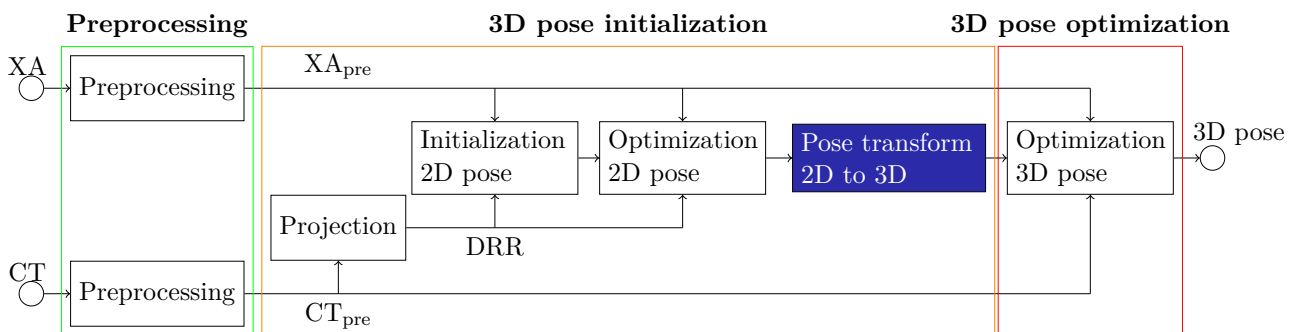 Preprocessing
3D pose initialization
3D pose optimization
XA
XA_pre
Preprocessing
Initialization
2D pose
Optimization
2D pose
Pose transform
2D to 3D
Optimization
3D pose
3D pose
Projection
DRR
CT
Preprocessing
CT_pre